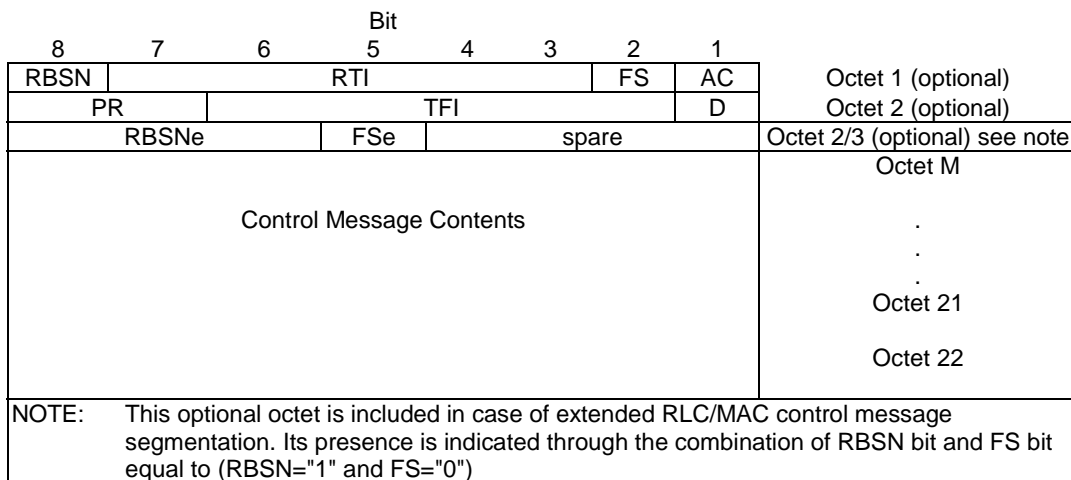 Bit
8 7 6 5 4 3 2 1
RBSN RTI FS AC Octet 1 (optional)
PR TFI D Octet 2 (optional)
RBSNe FSe spare Octet 2/3 (optional) see note
Octet M
Control Message Contents .
.
.
Octet 21
Octet 22
NOTE: This optional octet is included in case of extended RLC/MAC control message
segmentation. Its presence is indicated through the combination of RBSN bit and FS bit
equal to (RBSN="1" and FS="0")